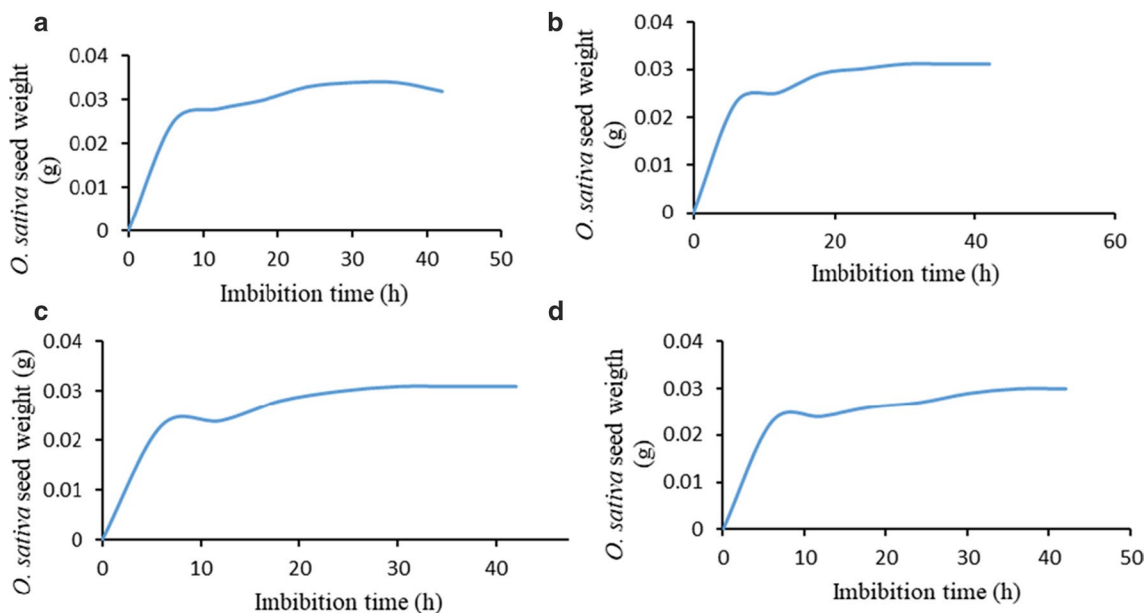 a
O. sativa seed weight
(g)
0.04
0.03
0.02
0.01
0
0 10 20 30 40 50
Imbibition time (h)
b
O. sativa seed weight
(g)
0.04
0.03
0.02
0.01
0
0 20 40 60
Imbibition time (h)
c
O. sativa seed weight (g)
0.04
0.03
0.02
0.01
0
0 10 20 30 40
Imbibition time (h)
d
O. sativa seed weigth
(g)
0.04
0.03
0.02
0.01
0
0 10 20 30 40 50
Imbibition time (h)